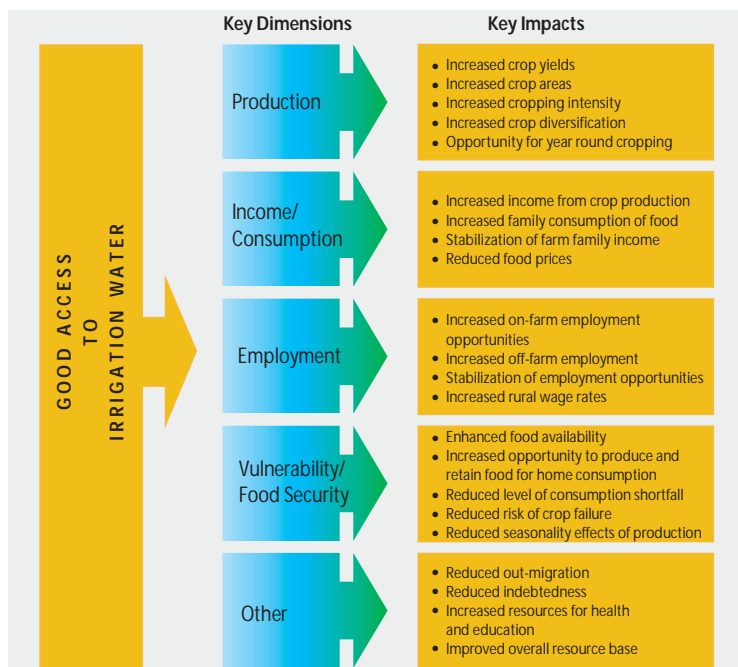 Key Dimensions
Key Impacts
GOOD ACCESS
TO
IRRIGATION WATER
Production
• Increased crop yields
• Increased crop areas
• Increased cropping intensity
• Increased crop diversification
• Opportunity for year round cropping
Income/
Consumption
• Increased income from crop production
• Increased family consumption of food
• Stabilization of farm family income
• Reduced food prices
Employment
• Increased on-farm employment
opportunities
• Increased off-farm employment
• Stabilization of employment opportunities
• Increased rural wage rates
Vulnerability/
Food Security
• Enhanced food availability
• Increased opportunity to produce and
retain food for home consumption
• Reduced level of consumption shortfall
• Reduced risk of crop failure
• Reduced seasonality effects of production
Other
• Reduced out-migration
• Reduced indebtedness
• Increased resources for health
and education
• Improved overall resource base